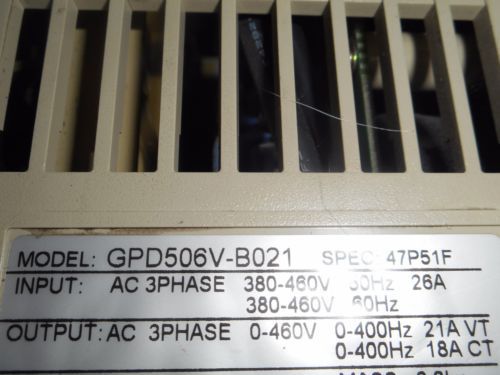 MODEL: GPD506V-B021 SPEC: 47P51F
INPUT: AC 3PHASE 380-460V 50Hz 26A
380-460V 60Hz
OUTPUT: AC 3PHASE 0-460V 0-400Hz 21A VT
0-400Hz 18A CT